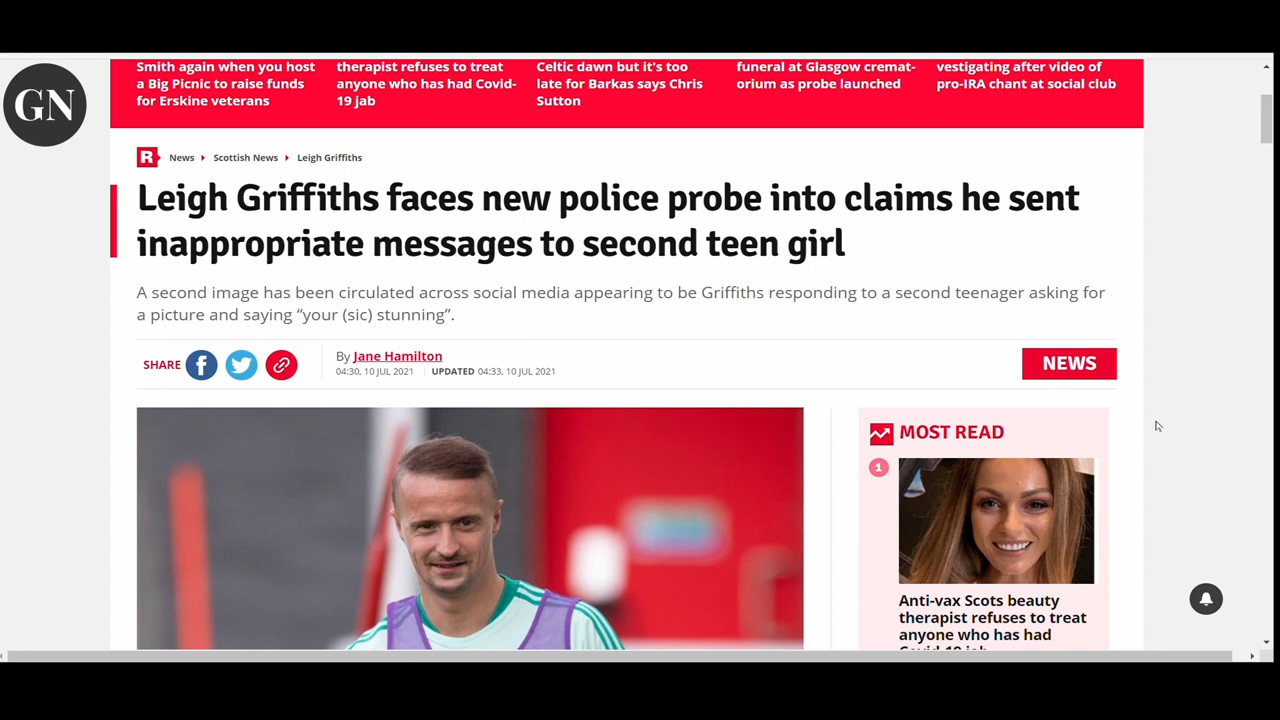 GN
Smith again when you host
a Big Picnic to raise funds
for Erskine veterans
therapist refuses to treat
anyone who has had Covid-
19 jab
Celtic dawn but it's too
late for Barkas says Chris
Sutton
funeral at Glasgow cremat-
orium as probe launched
vestigating after video of
pro-IRA chant at social club
R News Scottish News Leigh Griffiths
Leigh Griffiths faces new police probe into claims he sent
inappropriate messages to second teen girl
A second image has been circulated across social media appearing to be Griffiths responding to a second teenager asking for
a picture and saying “your (sic) stunning”.
SHARE
By Jane Hamilton
04:30, 10 JUL 2021 UPDATED 04:33, 10 JUL 2021
NEWS
MOST READ
1
Anti-vax Scots beauty
therapist refuses to treat
anyone who has had
Covid-19 jab